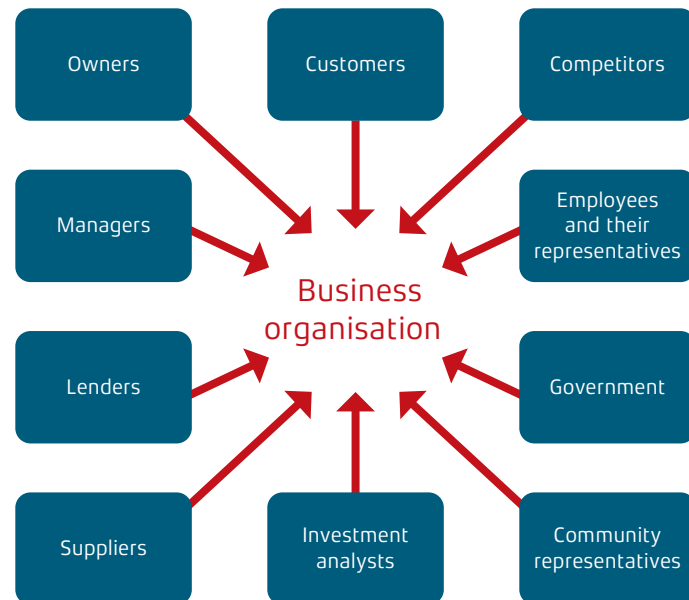 Owners
Customers
Competitors
Managers
Employees
and their
representatives
Business
organisation
Lenders
Government
Suppliers
Investment
analysts
Community
representatives